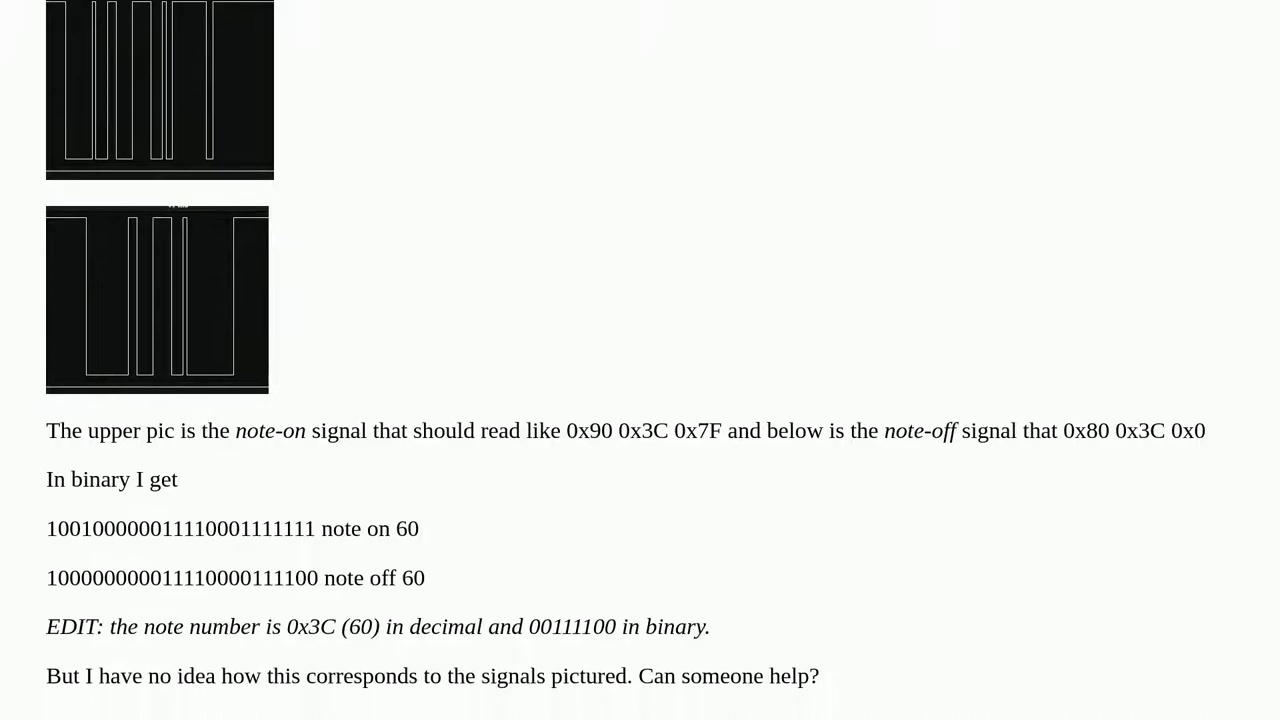 The upper pic is the note-on signal that should read like 0x90 0x3C 0x7F and below is the note-off signal that 0x80 0x3C 0x0
In binary I get
100100000011110001111111 note on 60
100000000011110000111100 note off 60
EDIT: the note number is 0x3C (60) in decimal and 00111100 in binary.
But I have no idea how this corresponds to the signals pictured. Can someone help?